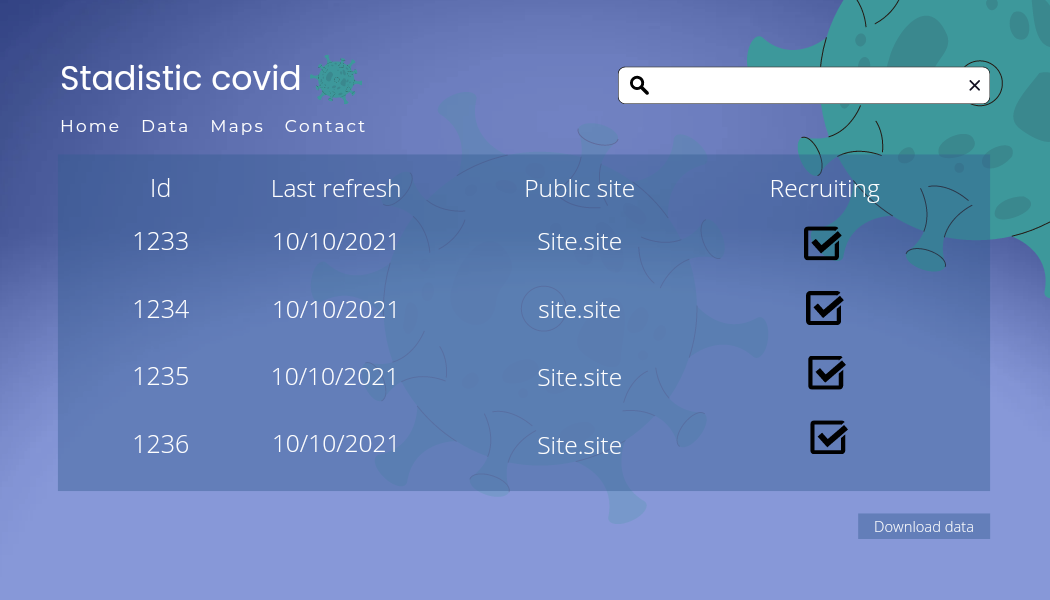 Stadistic covid
Home Data Maps Contact
Id Last refresh Public site Recruiting
1233 10/10/2021 Site.site
1234 10/10/2021 site.site
1235 10/10/2021 Site.site
1236 10/10/2021 Site.site
Download data